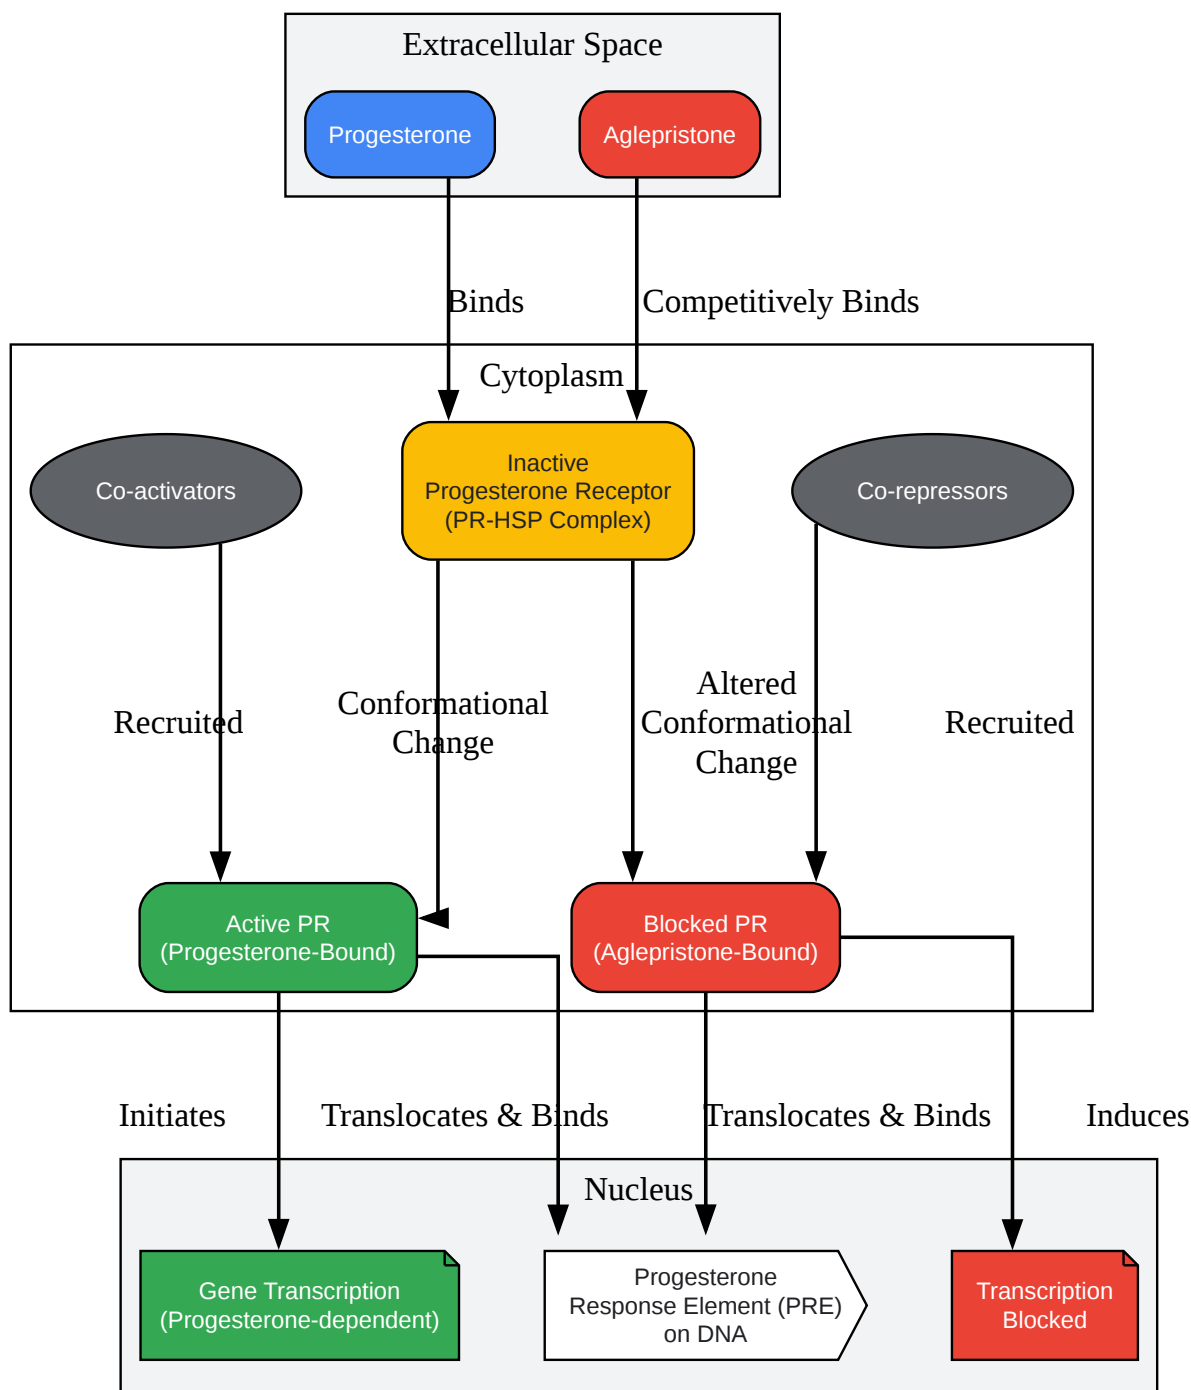 Extracellular Space
Progesterone
Aglepristone
Binds
Competitively Binds
Cytoplasm
Co-activators
Inactive
Progesterone Receptor
(PR-HSP Complex)
Co-repressors
Recruited
Conformational
Change
Altered
Conformational
Change
Recruited
Active PR
(Progesterone-Bound)
Blocked PR
(Aglepristone-Bound)
Initiates
Translocates & Binds
Translocates & Binds
Induces
Nucleus
Gene Transcription
(Progesterone-dependent)
Progesterone
Response Element (PRE)
on DNA
Transcription
Blocked